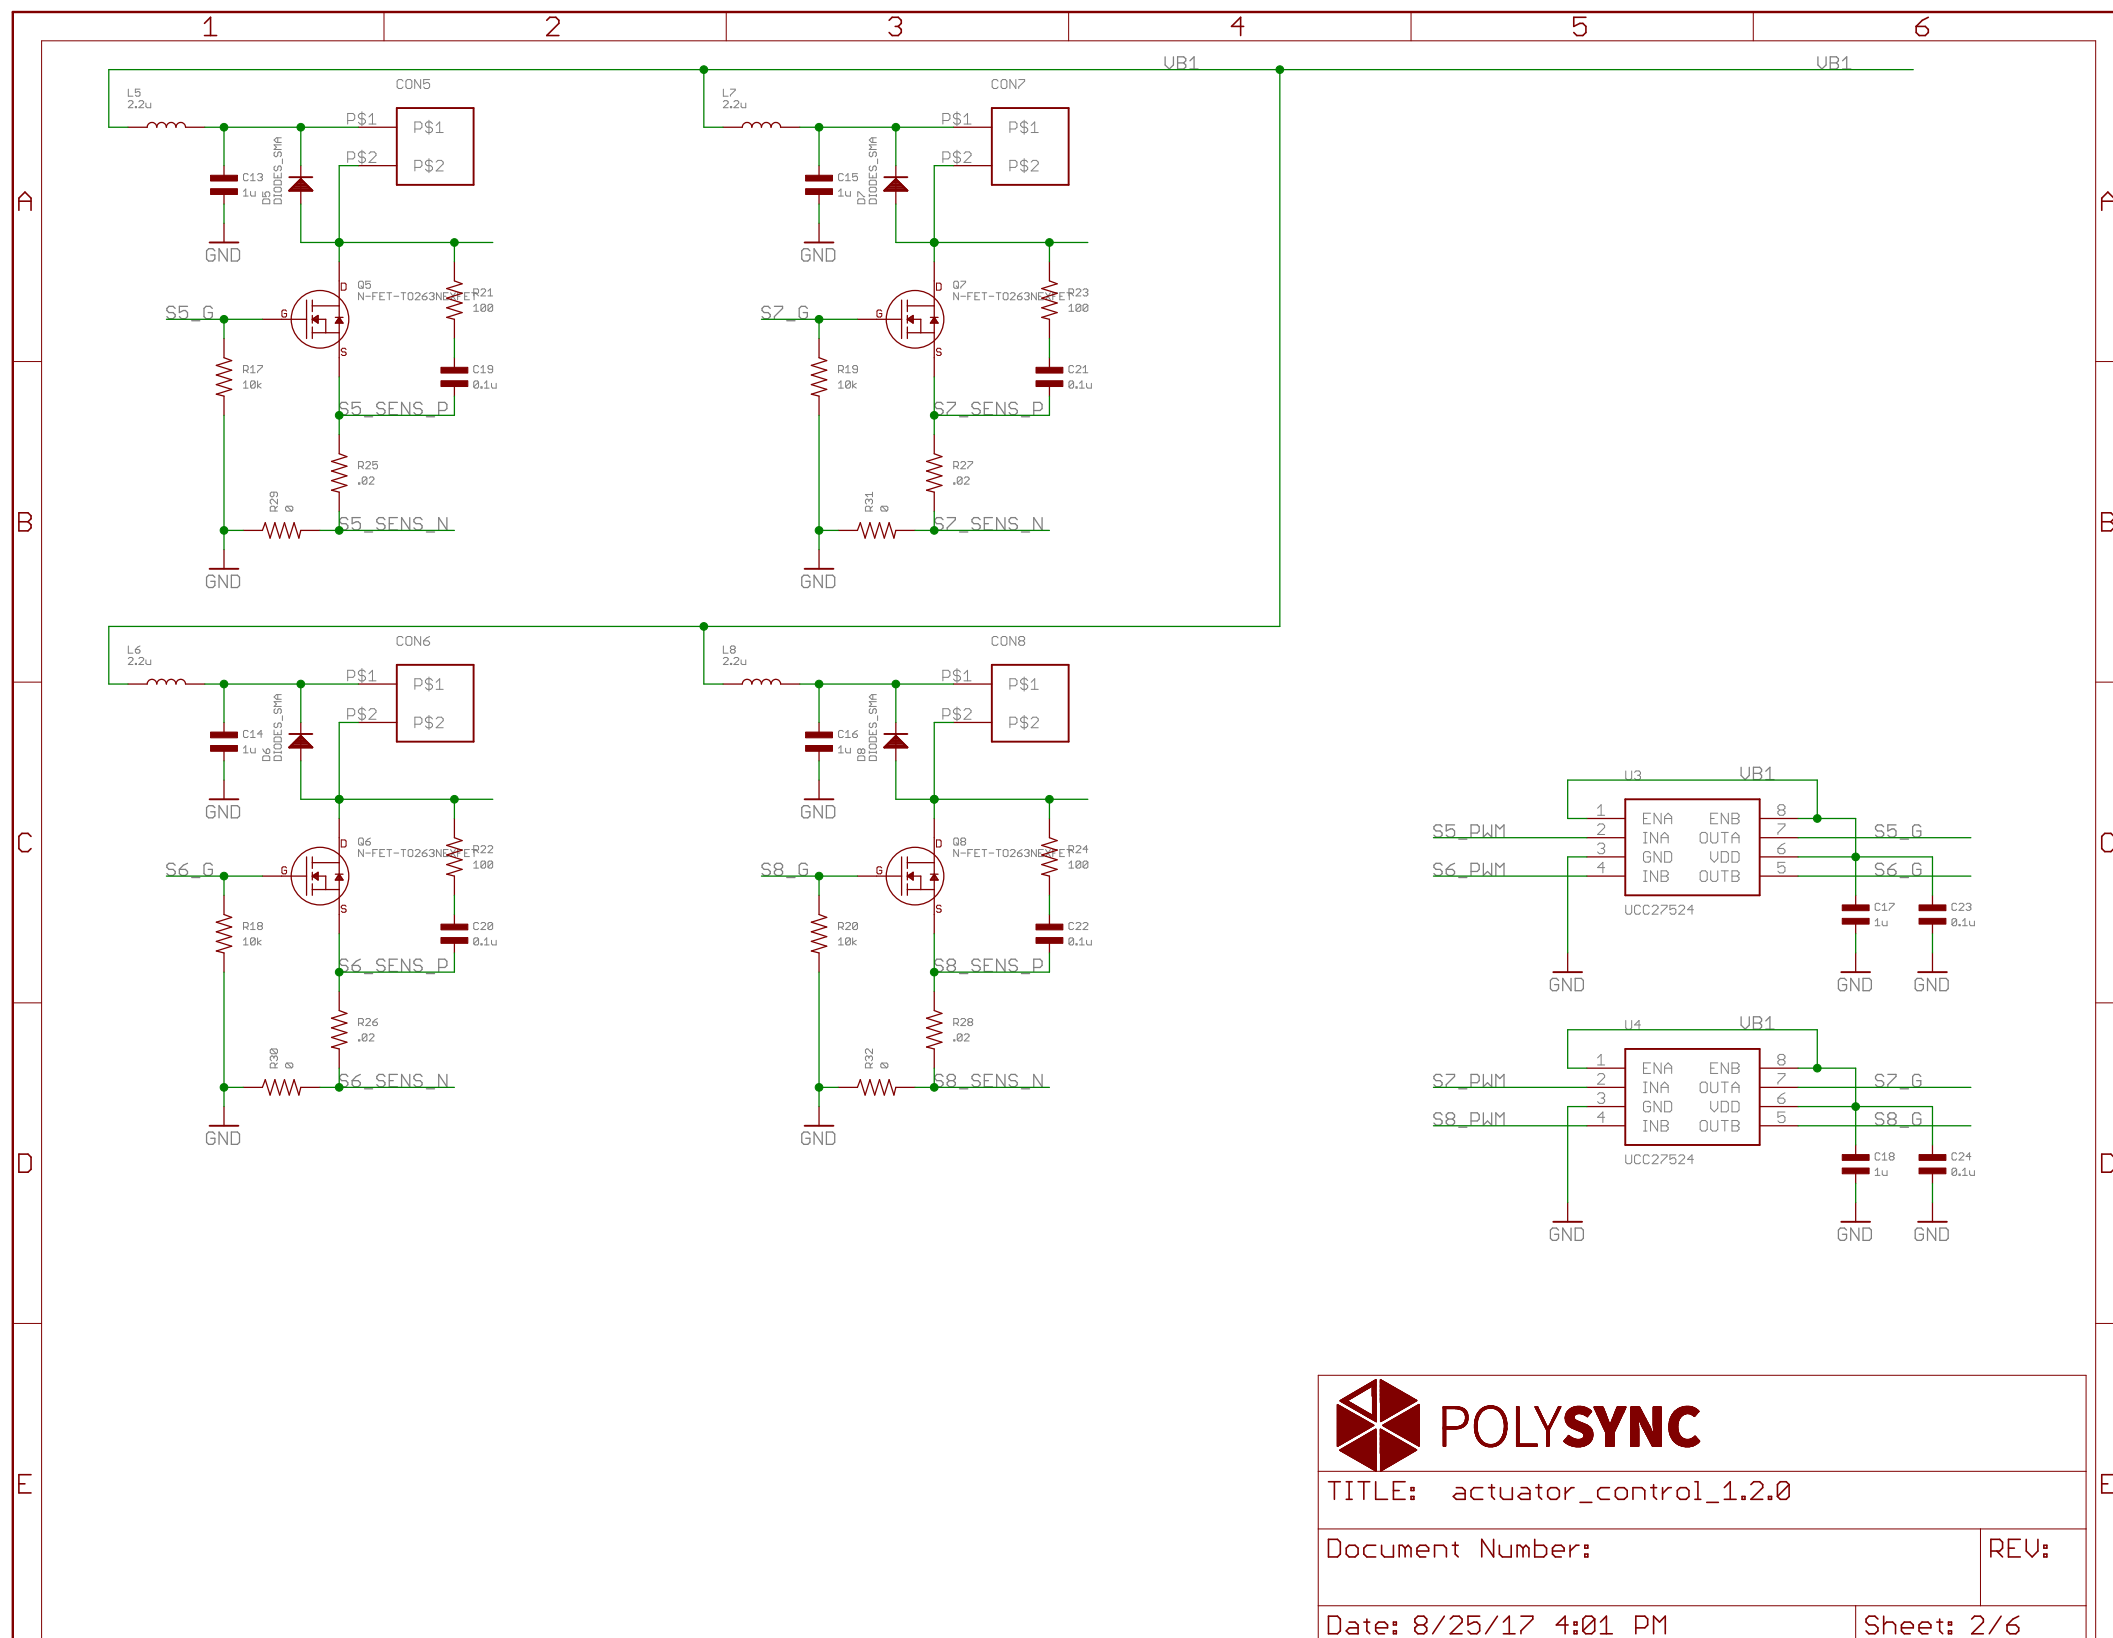 1 2 3 4 5 6
VB1 VB1
A A
B B
C C
D D
E E
CON5
L5
2.2u
P$1 P$1
P$2 P$2
C13
1u
D5
DIODES_SMA
GND
Q5
N-FET-TO263NEXFET
D
G
S
R21
100
S5_G
R17
10k
C19
0.1u
S5_SENS_P
R25
.02
R29
0
S5_SENS_N
GND
CON7
L7
2.2u
P$1 P$1
P$2 P$2
C15
1u
D7
DIODES_SMA
GND
Q7
N-FET-TO263NEXFET
D
G
S
R23
100
S7_G
R19
10k
C21
0.1u
S7_SENS_P
R27
.02
R31
0
S7_SENS_N
GND
CON6
L6
2.2u
P$1 P$1
P$2 P$2
C14
1u
D6
DIODES_SMA
GND
Q6
N-FET-TO263NEXFET
D
G
S
R22
100
S6_G
R18
10k
C20
0.1u
S6_SENS_P
R26
.02
R30
0
S6_SENS_N
GND
CON8
L8
2.2u
P$1 P$1
P$2 P$2
C16
1u
D8
DIODES_SMA
GND
Q8
N-FET-TO263NEXFET
D
G
S
R24
100
S8_G
R20
10k
C22
0.1u
S8_SENS_P
R28
.02
R32
0
S8_SENS_N
GND
U3 VB1
1 ENA ENB 8
S5_PWM 2 INA OUTA 7 S5_G
3 GND VDD 6
S6_PWM 4 INB OUTB 5 S6_G
UCC27524
C17
1u
C23
0.1u
GND GND GND
U4 VB1
1 ENA ENB 8
S7_PWM 2 INA OUTA 7 S7_G
3 GND VDD 6
S8_PWM 4 INB OUTB 5 S8_G
UCC27524
C18
1u
C24
0.1u
GND GND GND
POLYSYNC
TITLE: actuator_control_1.2.0
Document Number: REV:
Date: 8/25/17 4:01 PM Sheet: 2/6